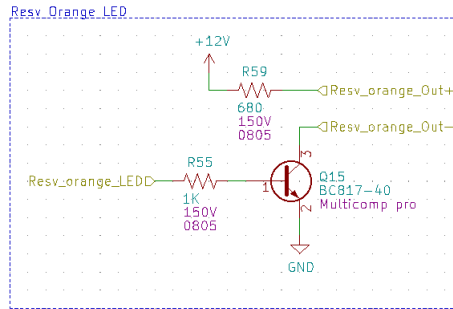 Resv Orange LED
+12V
R59
680
150V
0805
Resv_orange_Out+
Resv_orange_Out-
R55
1K
150V
0805
Resv_orange_LED
1
3
2
Q15
BC817-40
Multicomp pro
GND